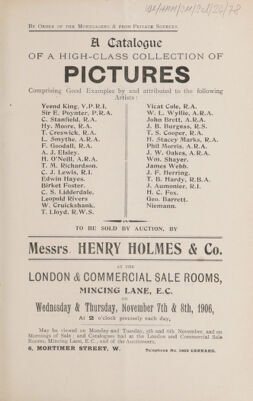 By Order of the Mortgagees & from Private Sources.
A Catalogue
OF A HIGH-CLASS COLLECTION OF
PICTURES
Comprising Good Examples by and attributed to the following
Artists:
Yeend King, V.P.R.I.
Sir E. Poynter, P.R.A.
C. Stanfield, R.A.
Hy. Moore, R.A.
T. Creswick, R.A.
L. Smythe, A.R.A.
F. Goodall, R.A.
A. J. Elsley.
H. O'Neill, A.R.A.
T. M. Richardson.
C. J. Lewis, R.I.
Edwin Hayes.
Birket Foster.
C. S. Lidderdale.
Leopold Rivers
W. Cruickshank.
T. Lloyd, R.W.S.
Vicat Cole, R.A.
W. L. Wyllie, A.R.A.
John Brett, A.R.A.
J. B. Burgess, R.S.
T. S. Cooper, R.A.
H. Stacey Marks, R.A.
Phil Morris, A.R.A.
J. W. Oakes, A.R.A.
Wm. Shayer.
James Webb.
J. F. Herring.
T. B. Hardy, R.B.A.
J. Aumonier, R.I.
H. C. Fox.
Geo. Barrett.
Niemann.
TO BE SOLD BY AUCTION, BY
Messrs HENRY HOLMES & Co.
AT THE
LONDON & COMMERCIAL SALE ROOMS,
MINCING LANE, E.C.
ON
Wednesday & Thursday, November 7th & 8th, 1906,
At 2 o'clock precisely each day,
May be viewed on Monday and Tuesday, 5th and 6th November, and on
Mornings of Sale; and Catalogues had at the London and Commercial Sale
Rooms, Mincing Lane, E.C., and of the Auctioneers,
6, MORTIMER STREET, W.
Telephone No. GERRARD.